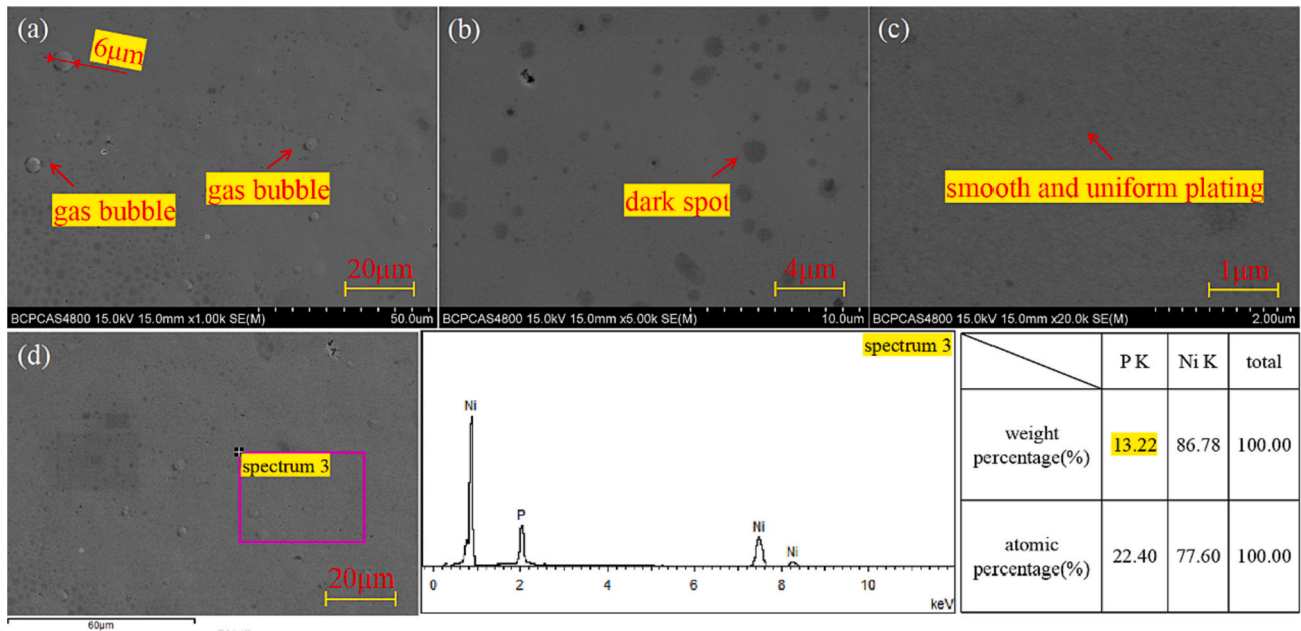 (a)
6μm
gas bubble
gas bubble
20μm
BCPCAS4800 15.0kV 15.0mm x1.00k SE(M)
50.0um
(b)
dark spot
4μm
BCPCAS4800 15.0kV 15.0mm x5.00k SE(M)
10.0um
(c)
smooth and uniform plating
1μm
BCPCAS4800 15.0kV 15.0mm x20.0k SE(M)
2.00um
(d)
spectrum 3
20μm
60μm
spectrum 3
Ni
P
Ni
Ni
0 2 4 6 8 10
keV
P K Ni K total
weight
percentage(%)
13.22 86.78 100.00
atomic
percentage(%)
22.40 77.60 100.00